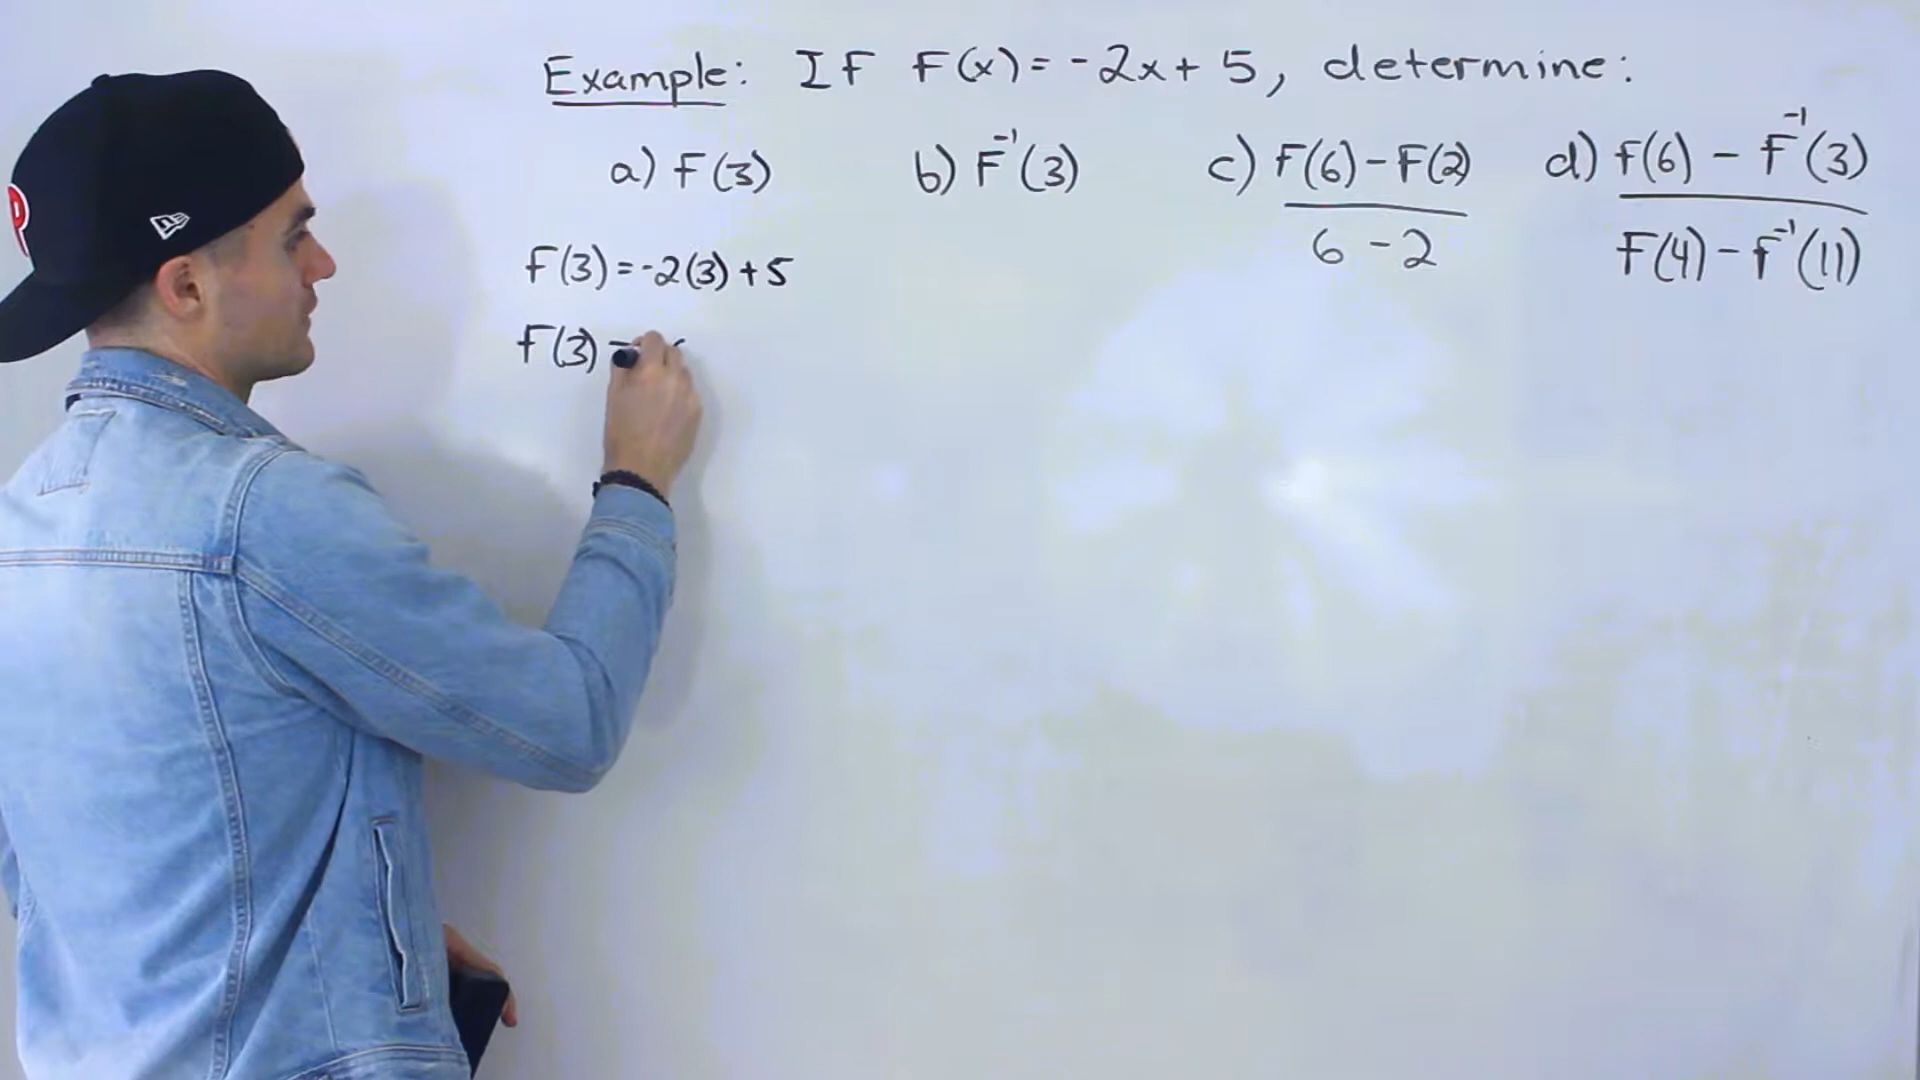 Example: If F(x) = -2x + 5, determine:
a) F(3) b) F⁻¹(3) c) F(6) - F(2) / 6 - 2 d) f(6) - F⁻¹(3) / F(4) - f⁻¹(11)
F(3) = -2(3) + 5
F(3) =
P